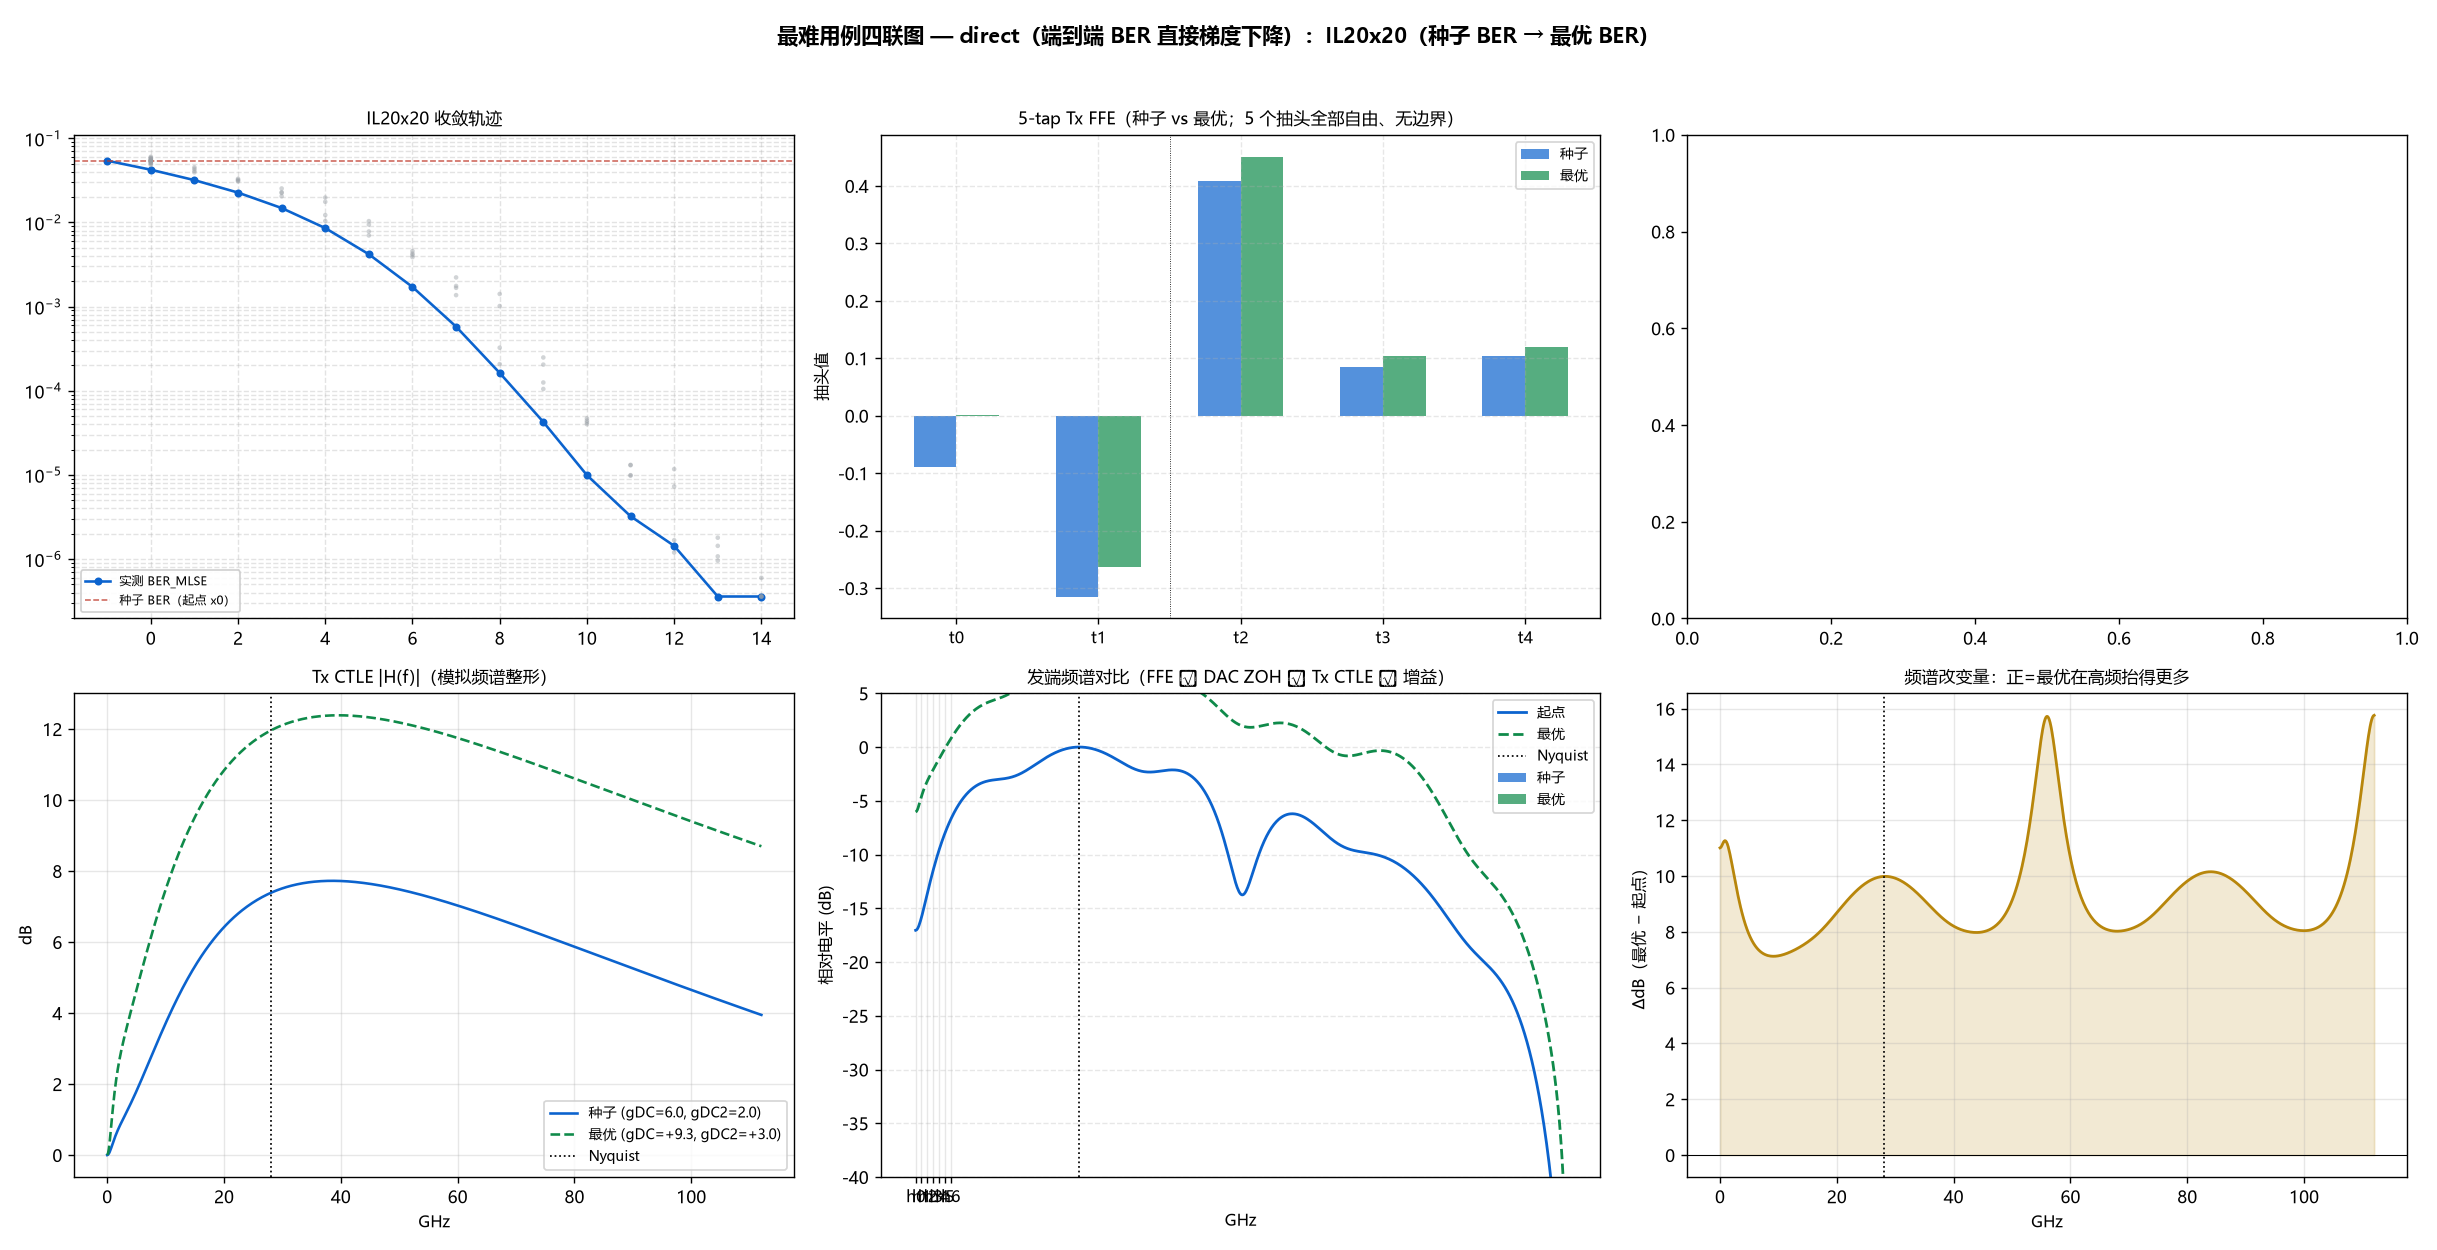 最难用例四联图 — direct（端到端 BER 直接梯度下降）：IL20x20（种子 BER → 最优 BER）
IL20x20 收敛轨迹
10⁻¹
10⁻²
10⁻³
10⁻⁴
10⁻⁵
10⁻⁶
实测 BER_MLSE
种子 BER（起点 x0）
0 2 4 6 8 10 12 14
5-tap Tx FFE（种子 vs 最优；5 个抽头全部自由、无边界）
抽头值
0.4
0.3
0.2
0.1
0.0
-0.1
-0.2
-0.3
种子
最优
t0 t1 t2 t3 t4
1.0
0.8
0.6
0.4
0.2
0.0
0.0 0.2 0.4 0.6 0.8 1.0
Tx CTLE |H(f)|（模拟频谱整形）
dB
12
10
8
6
4
2
0
种子 (gDC=6.0, gDC2=2.0)
最优 (gDC=+9.3, gDC2=+3.0)
Nyquist
0 20 40 60 80 100
GHz
发端频谱对比（FFE DAC ZOH Tx CTLE 增益）
相对电平 (dB)
5
0
-5
-10
-15
-20
-25
-30
-35
-40
起点
最优
Nyquist
种子
最优
GHz
频谱改变量：正=最优在高频抬得更多
ΔdB（最优 − 起点）
16
14
12
10
8
6
4
2
0
0 20 40 60 80 100
GHz